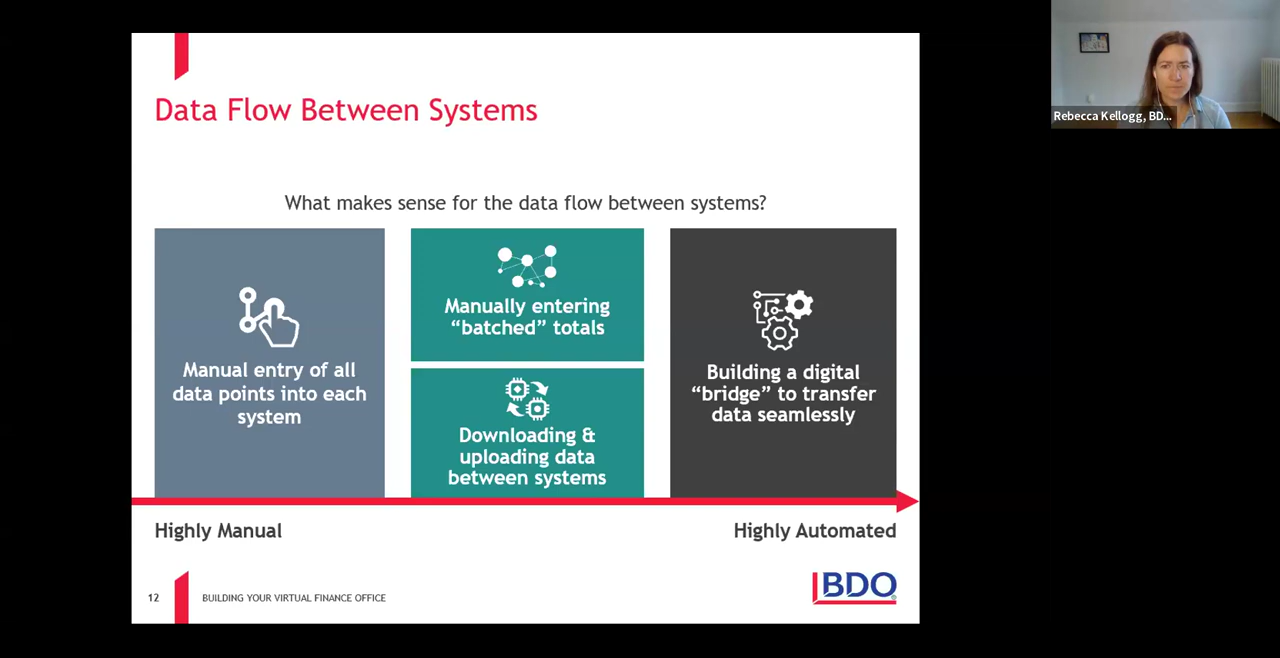 Data Flow Between Systems
What makes sense for the data flow between systems?
Manual entry of all
data points into each
system
Manually entering
“batched” totals
Downloading &
uploading data
between systems
Building a digital
“bridge” to transfer
data seamlessly
Highly Manual
Highly Automated
12
BUILDING YOUR VIRTUAL FINANCE OFFICE
BDO
Rebecca Kellogg, BD...